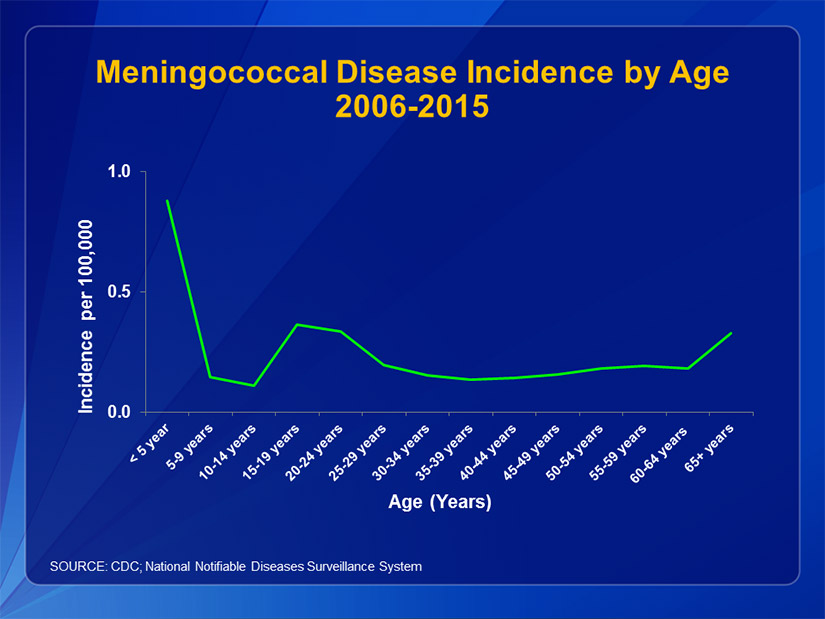 Meningococcal Disease Incidence by Age
2006-2015
1.0
0.5
0.0
Incidence per 100,000
< 5 year
5-9 years
10-14 years
15-19 years
20-24 years
25-29 years
30-34 years
35-39 years
40-44 years
45-49 years
50-54 years
55-59 years
60-64 years
65+ years
Age (Years)
SOURCE: CDC; National Notifiable Diseases Surveillance System